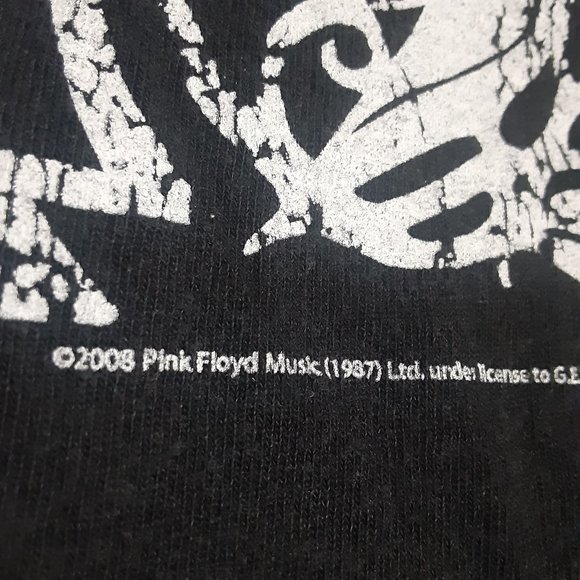 ©2008 Pink Floyd Music (1987) Ltd. under license to G.E